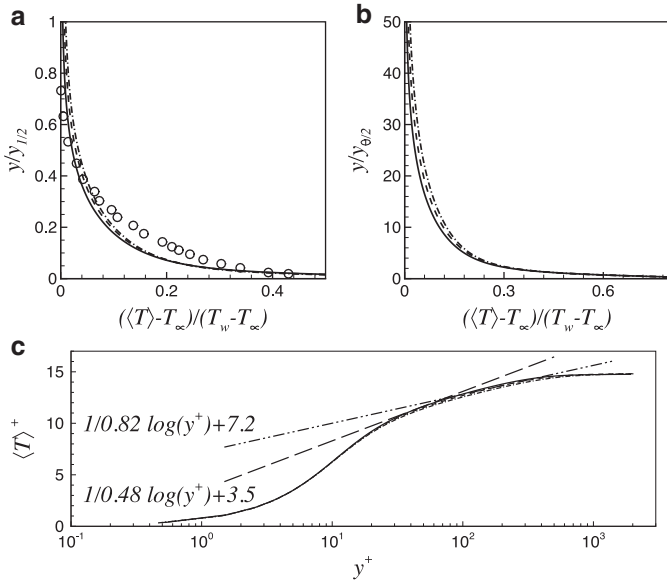 a
b
1
0.8
0.6
0.4
0.2
0
y/y1/2
0 0.4
(⟨T⟩-T∞)/(Tw-T∞)
50
40
30
20
10
0
y/yθ/2
0 0.3 0.6
(⟨T⟩-T∞)/(Tw-T∞)
c
15
10
5
0
⟨T⟩+
1/0.82 log(y+)+7.2
1/0.48 log(y+)+3.5
10-1 100 101 102 103
y+